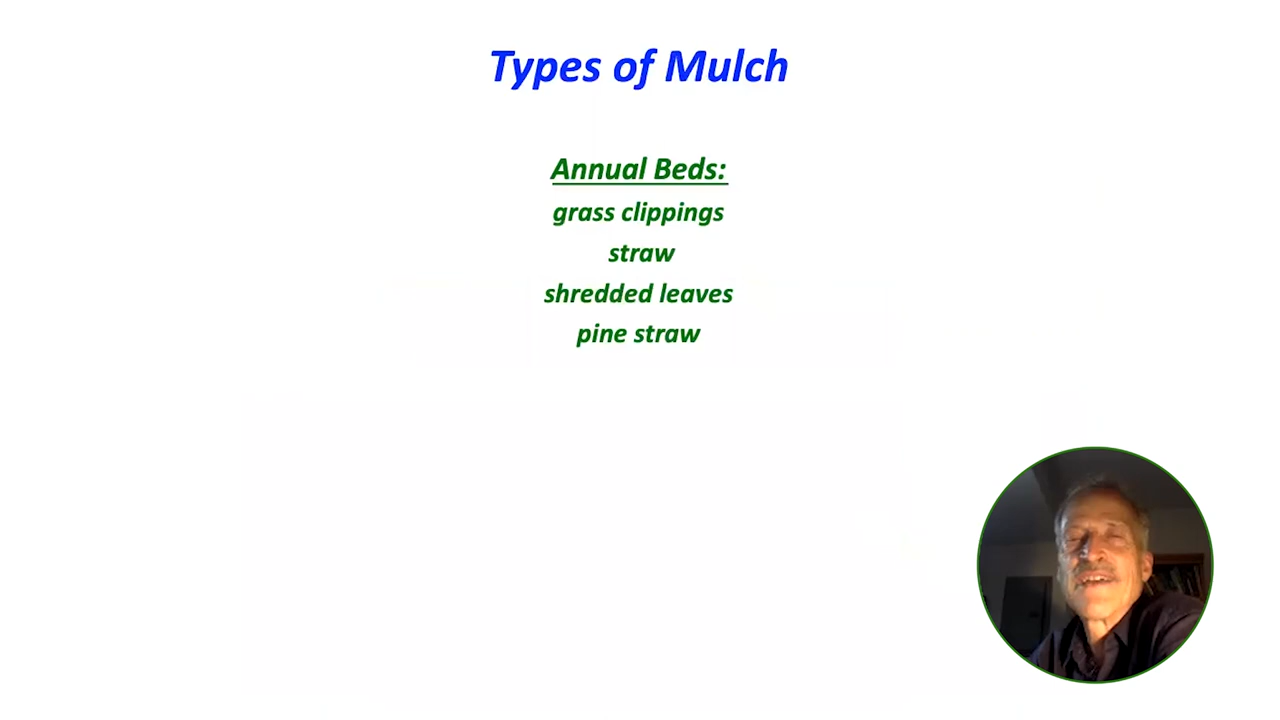 Types of Mulch
Annual Beds:
grass clippings
straw
shredded leaves
pine straw